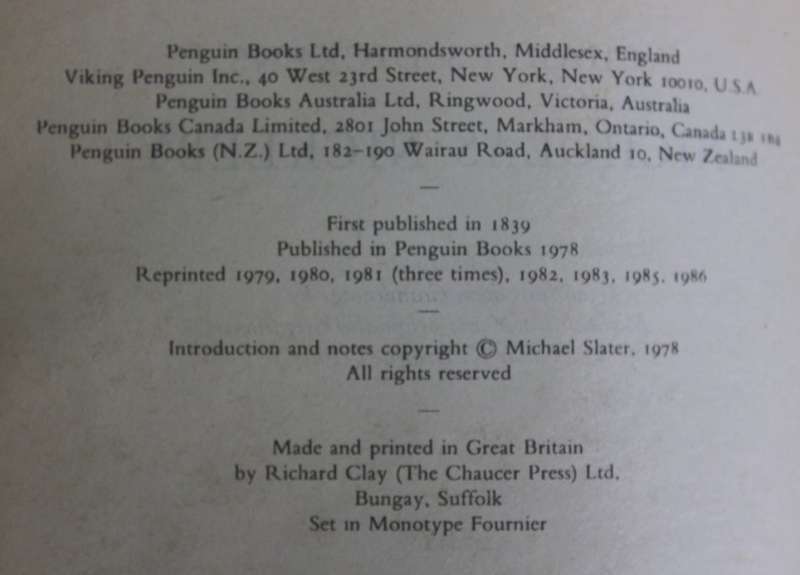 Penguin Books Ltd, Harmondsworth, Middlesex, England
Viking Penguin Inc., 40 West 23rd Street, New York, New York 10010, U.S.A.
Penguin Books Australia Ltd, Ringwood, Victoria, Australia
Penguin Books Canada Limited, 2801 John Street, Markham, Ontario, Canada
Penguin Books (N.Z.) Ltd, 182–190 Wairau Road, Auckland 10, New Zealand
—
First published in 1839
Published in Penguin Books 1978
Reprinted 1979, 1980, 1981 (three times), 1982, 1983, 1985, 1986
—
Introduction and notes copyright © Michael Slater, 1978
All rights reserved
—
Made and printed in Great Britain
by Richard Clay (The Chaucer Press) Ltd,
Bungay, Suffolk
Set in Monotype Fournier